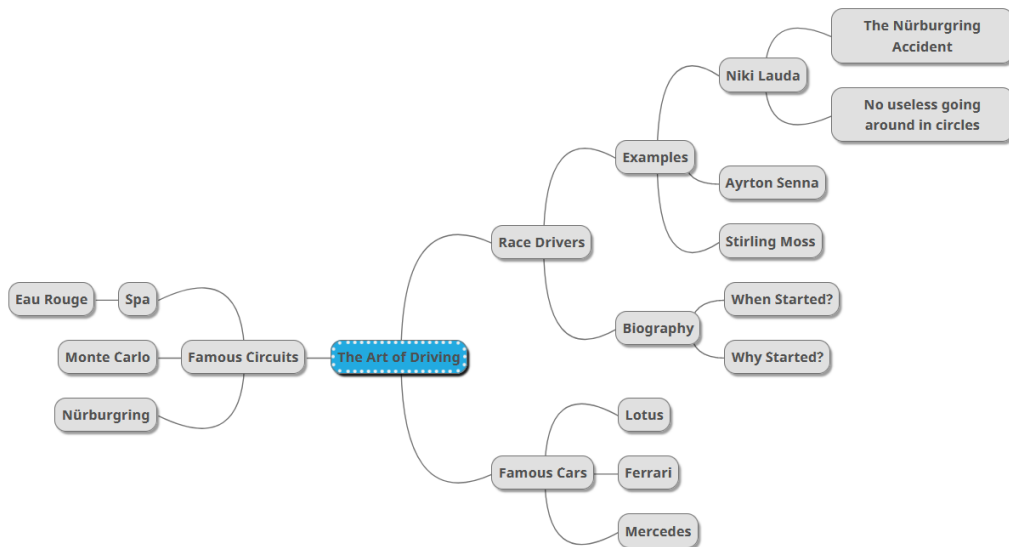 The Nürburgring
Accident
Niki Lauda
No useless going
around in circles
Examples
Ayrton Senna
Stirling Moss
Race Drivers
When Started?
Biography
Why Started?
Eau Rouge
Spa
Monte Carlo
Famous Circuits
The Art of Driving
Nürburgring
Lotus
Famous Cars
Ferrari
Mercedes